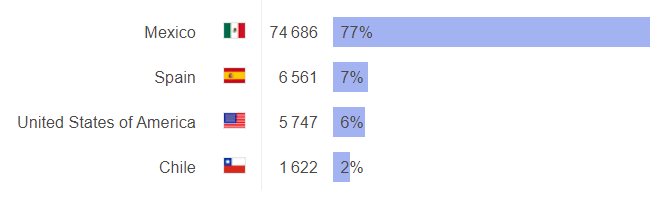 Mexico 74 686 77%
Spain 6 561 7%
United States of America 5 747 6%
Chile 1 622 2%